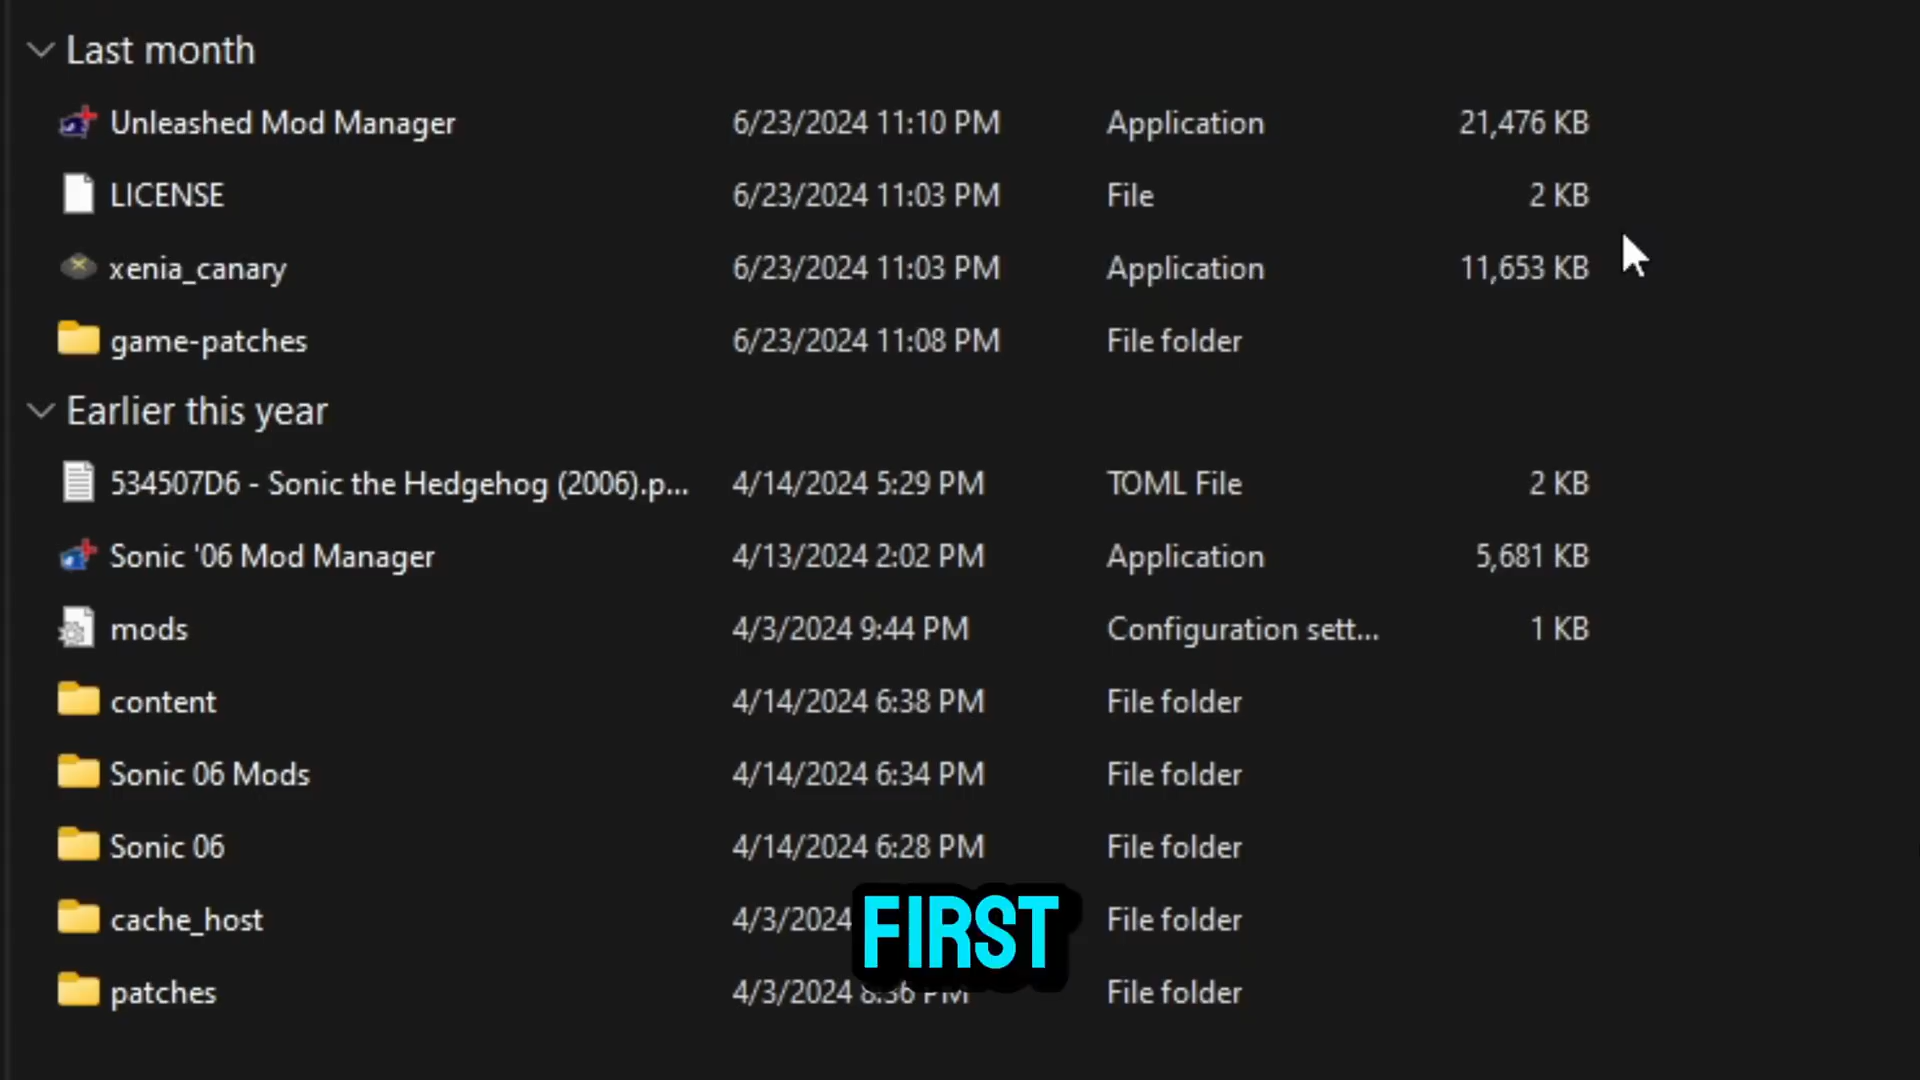 Last month
Unleashed Mod Manager 6/23/2024 11:10 PM Application 21,476 KB
LICENSE 6/23/2024 11:03 PM File 2 KB
xenia_canary 6/23/2024 11:03 PM Application 11,653 KB
game-patches 6/23/2024 11:08 PM File folder
Earlier this year
534507D6 - Sonic the Hedgehog (2006).p... 4/14/2024 5:29 PM TOML File 2 KB
Sonic '06 Mod Manager 4/13/2024 2:02 PM Application 5,681 KB
mods 4/3/2024 9:44 PM Configuration sett... 1 KB
content 4/14/2024 6:38 PM File folder
Sonic 06 Mods 4/14/2024 6:34 PM File folder
Sonic 06 4/14/2024 6:28 PM File folder
cache_host 4/3/2024 File folder
FIRST
patches 4/3/2024 8:36 PM File folder